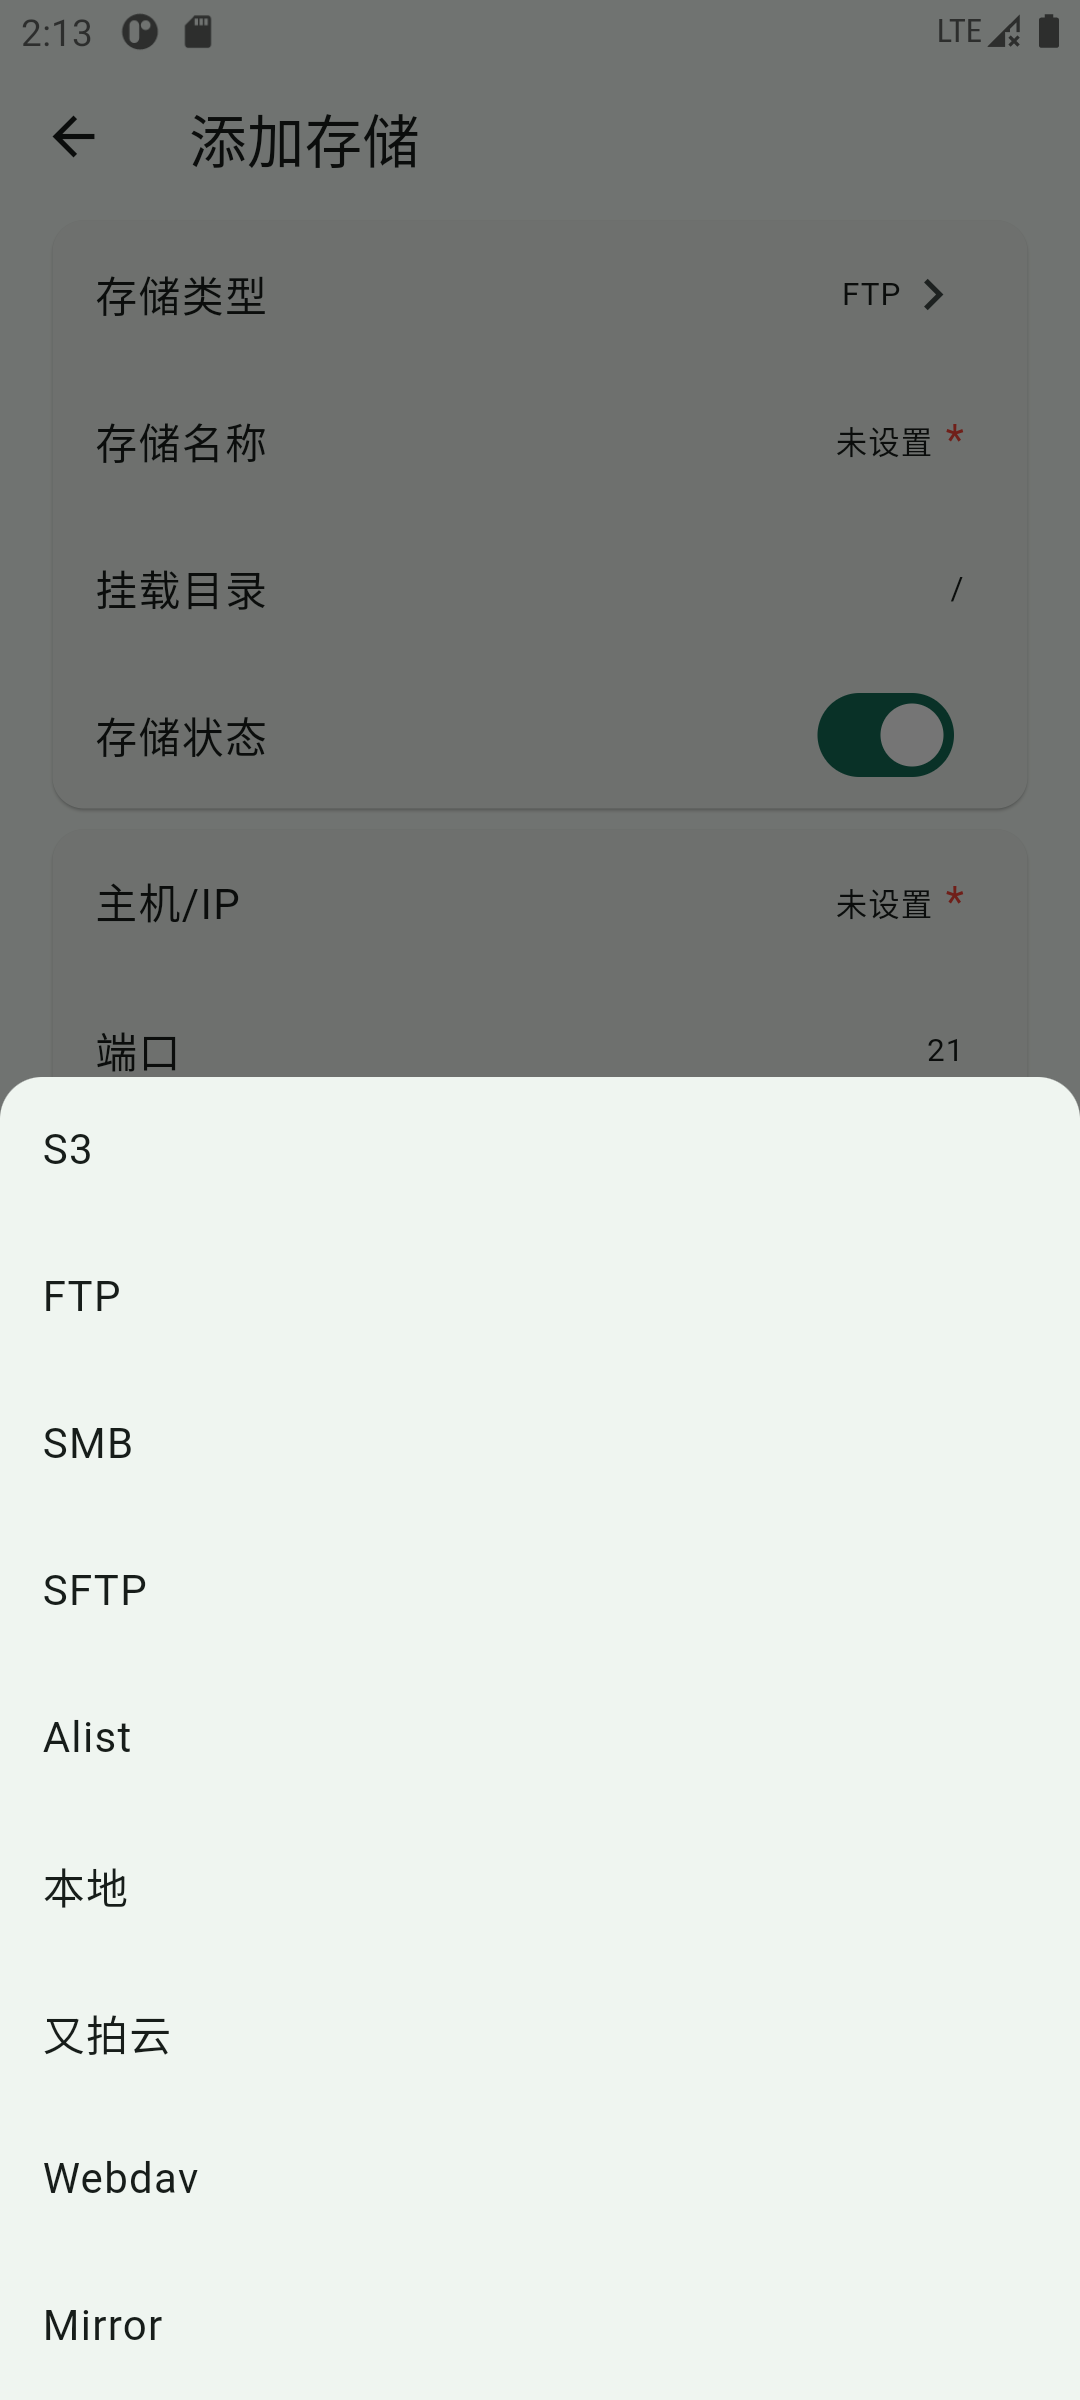 2:13
LTE
添加存储
存储类型
FTP
存储名称
未设置 *
挂载目录
/
存储状态
主机/IP
未设置 *
端口
21
S3
FTP
SMB
SFTP
Alist
本地
又拍云
Webdav
Mirror